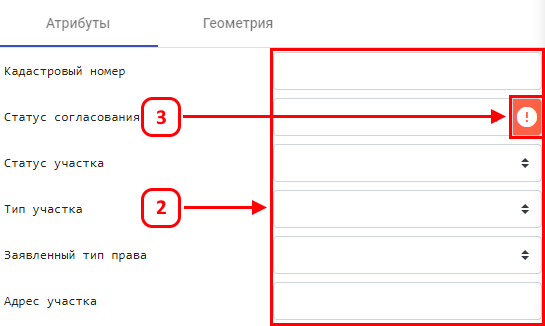 Атрибуты Геометрия
Кадастровый номер
Статус согласования 3
Статус участка
Тип участка 2
Заявленный тип права
Адрес участка